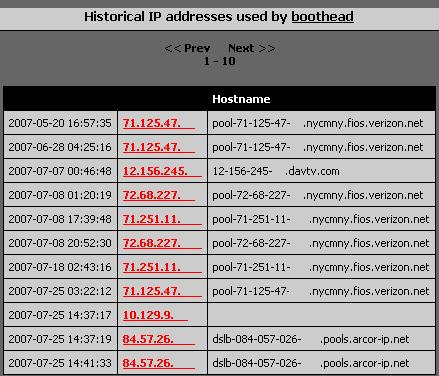 Historical IP addresses used by boothead
<< Prev Next >>
1 - 10
Hostname
2007-05-20 16:57:35 71.125.47. pool-71-125-47- .nycmny.fios.verizon.net
2007-06-28 04:25:16 71.125.47. pool-71-125-47- .nycmny.fios.verizon.net
2007-07-07 00:46:48 12.156.245. 12-156-245- .davtv.com
2007-07-08 01:20:19 72.68.227. pool-72-68-227- .nycmny.fios.verizon.net
2007-07-08 17:39:48 71.251.11. pool-71-251-11- .nycmny.fios.verizon.net
2007-07-08 20:52:30 72.68.227. pool-72-68-227- .nycmny.fios.verizon.net
2007-07-18 02:43:16 71.251.11. pool-71-251-11- .nycmny.fios.verizon.net
2007-07-25 03:22:12 71.125.47. pool-71-125-47- .nycmny.fios.verizon.net
2007-07-25 14:37:17 10.129.9.
2007-07-25 14:37:19 84.57.26. dslb-084-057-026- .pools.arcor-ip.net
2007-07-25 14:41:33 84.57.26. dslb-084-057-026- .pools.arcor-ip.net